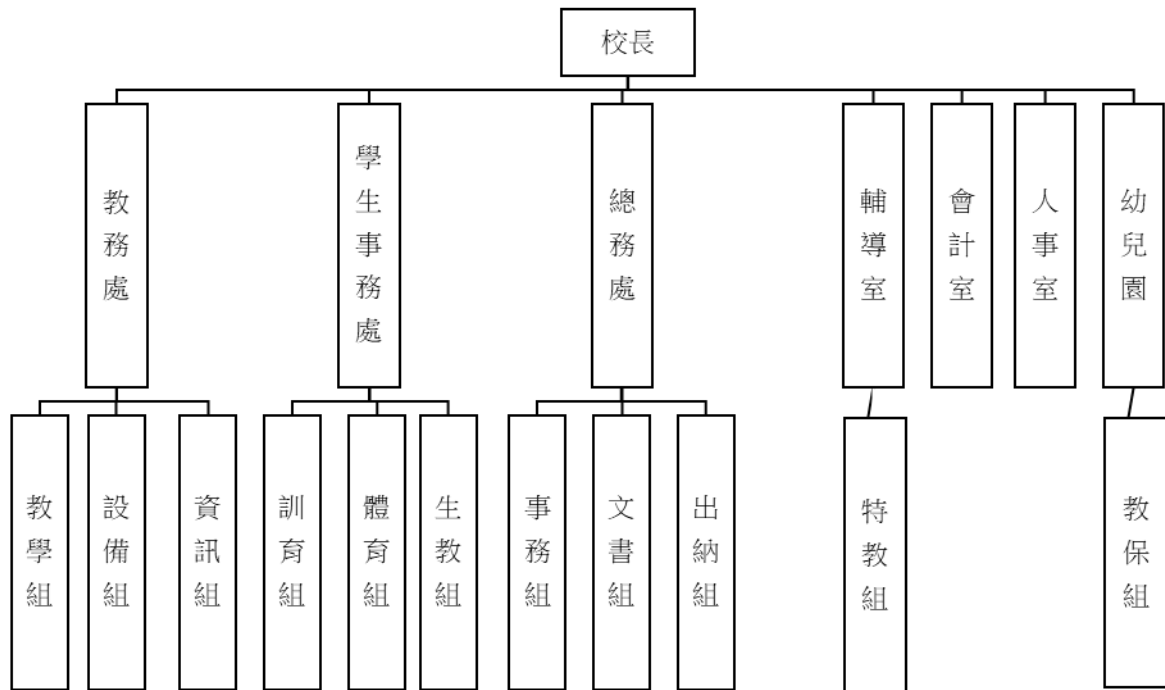 校長
教務處
學生事務處
總務處
輔導室
會計室
人事室
幼兒園
教學組
設備組
資訊組
訓育組
體育組
生教組
事務組
文書組
出納組
特教組
教保組